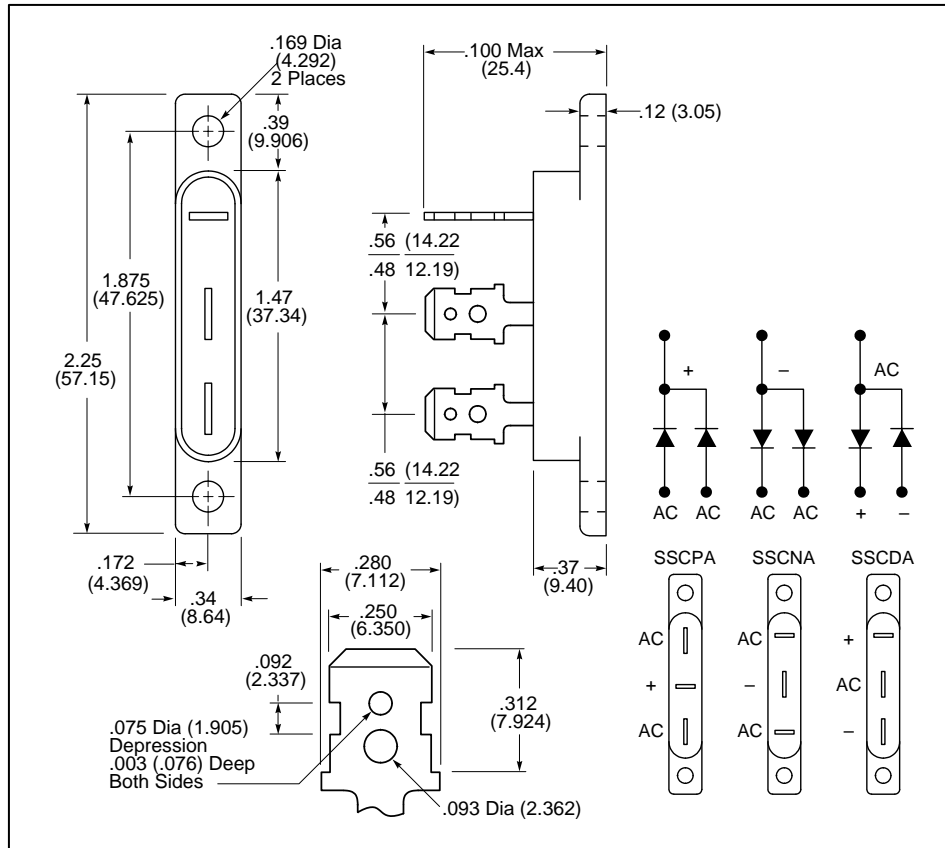 .169 Dia
(4.292)
2 Places
.39
(9.906)
1.875
(47.625)
1.47
(37.34)
2.25
(57.15)
.172
(4.369)
.34
(8.64)
.100 Max
(25.4)
.12 (3.05)
.56 (14.22
.48 12.19)
.56 (14.22
.48 12.19)
.37
(9.40)
.280
(7.112)
.250
(6.350)
.092
(2.337)
.312
(7.924)
.075 Dia (1.905)
Depression
.003 (.076) Deep
Both Sides
.093 Dia (2.362)
+ – AC
AC AC AC AC + –
SSCPA SSCNA SSCDA
AC AC +
+ – AC
AC AC –